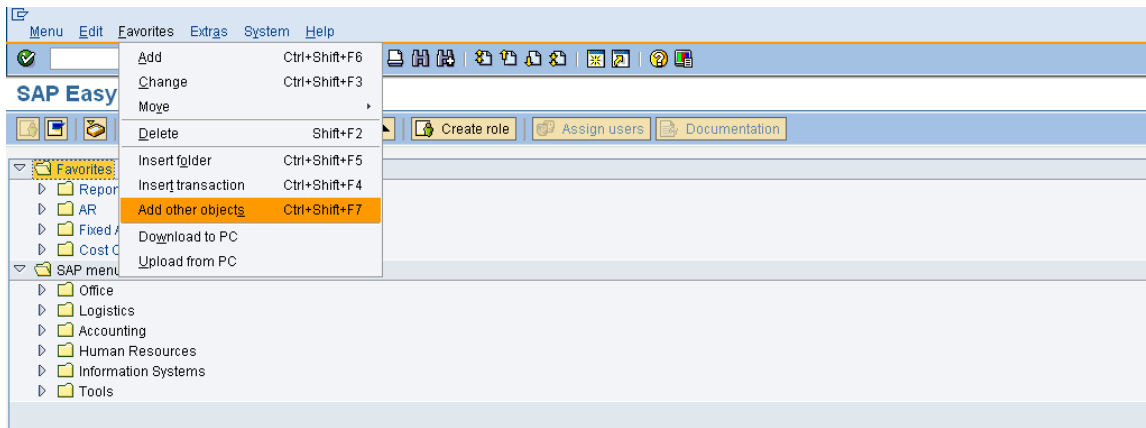 Menu Edit Favorites Extras System Help
Add Ctrl+Shift+F6
Change Ctrl+Shift+F3
SAP Easy
Move
Delete Shift+F2
Create role Assign users Documentation
Insert folder Ctrl+Shift+F5
Favorites
Insert transaction Ctrl+Shift+F4
Repor
Add other objects Ctrl+Shift+F7
AR
Fixed A
Download to PC
Cost C
Upload from PC
SAP menu
Office
Logistics
Accounting
Human Resources
Information Systems
Tools